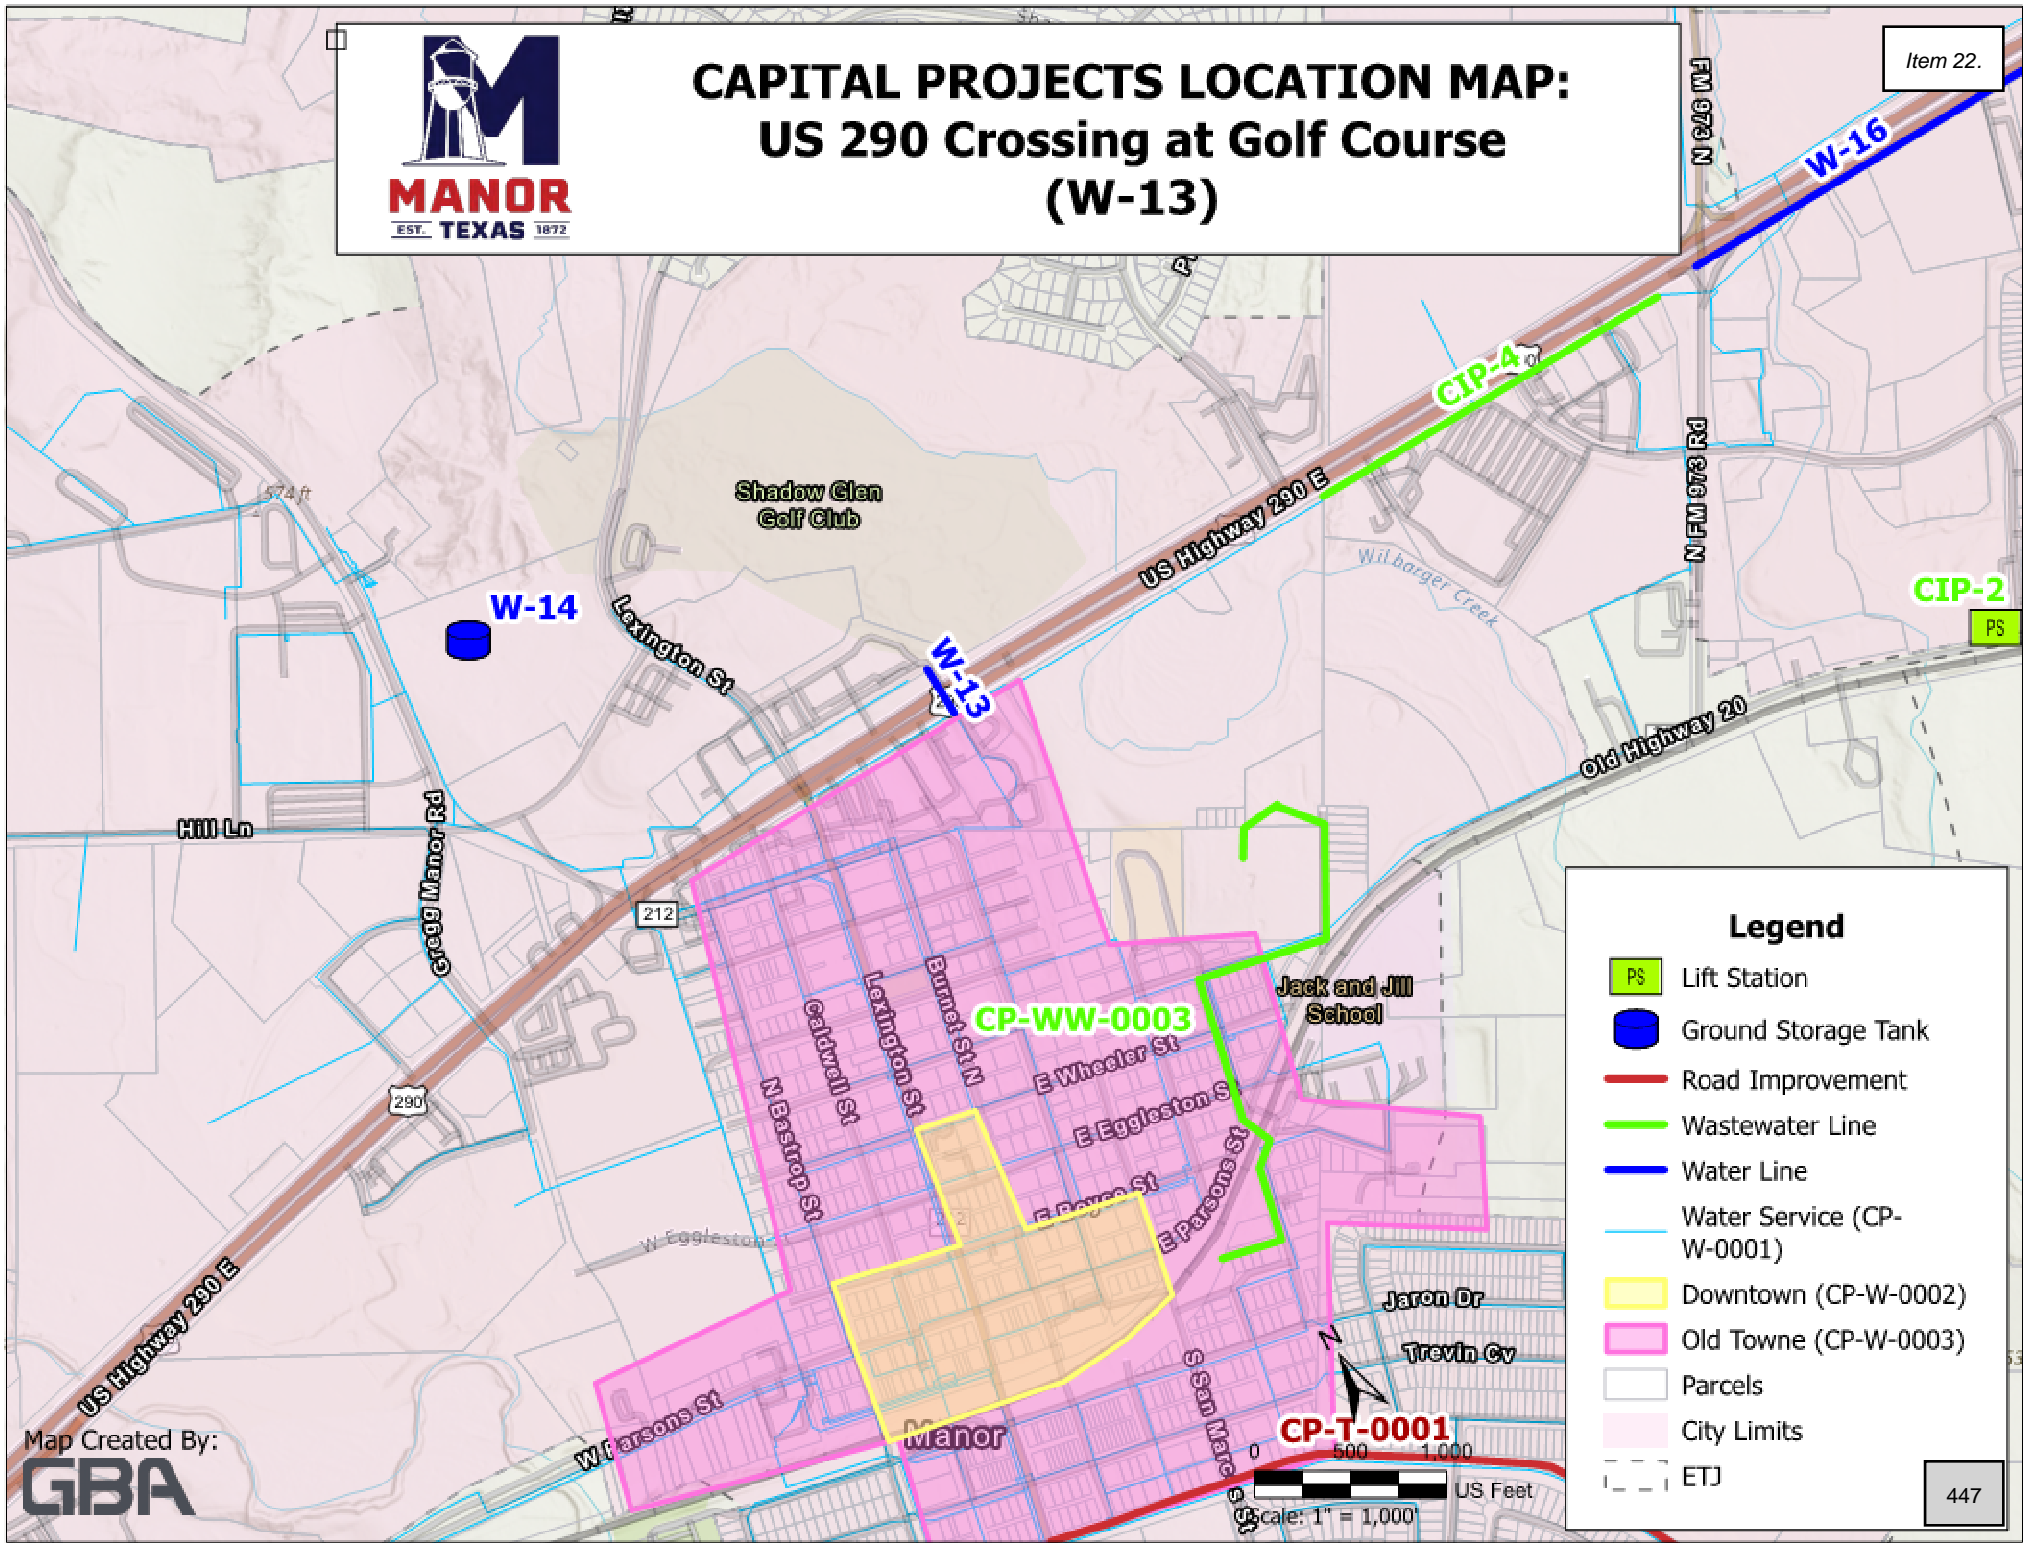 Item 22.
CAPITAL PROJECTS LOCATION MAP:
US 290 Crossing at Golf Course
(W-13)
MANOR
EST. TEXAS 1872
FM 973 N
W-16
CIP-4
Shadow Glen
Golf Club
574 ft
US Highway 290 E
N FM 973 Rd
Wilbarger Creek
CIP-2
PS
W-14
Lexington St
W-13
Old Highway 20
Hill Ln
Gregg Manor Rd
212
Jack and Jill
School
CP-WW-0003
Burnet St N
Lexington St
Caldwell St
N Bastrop St
E Wheeler St
E Eggleston S
E Boyce St
E Parsons St
290
W Eggleston
US Highway 290 E
Jaron Dr
Trevin Cv
N
S San Marc
s St
W Parsons St
Manor
CP-T-0001
0 500 1,000
US Feet
Scale: 1" = 1,000'
Map Created By:
GBA
Legend
PS Lift Station
Ground Storage Tank
Road Improvement
Wastewater Line
Water Line
Water Service (CP-
W-0001)
Downtown (CP-W-0002)
Old Towne (CP-W-0003)
Parcels
City Limits
ETJ
447